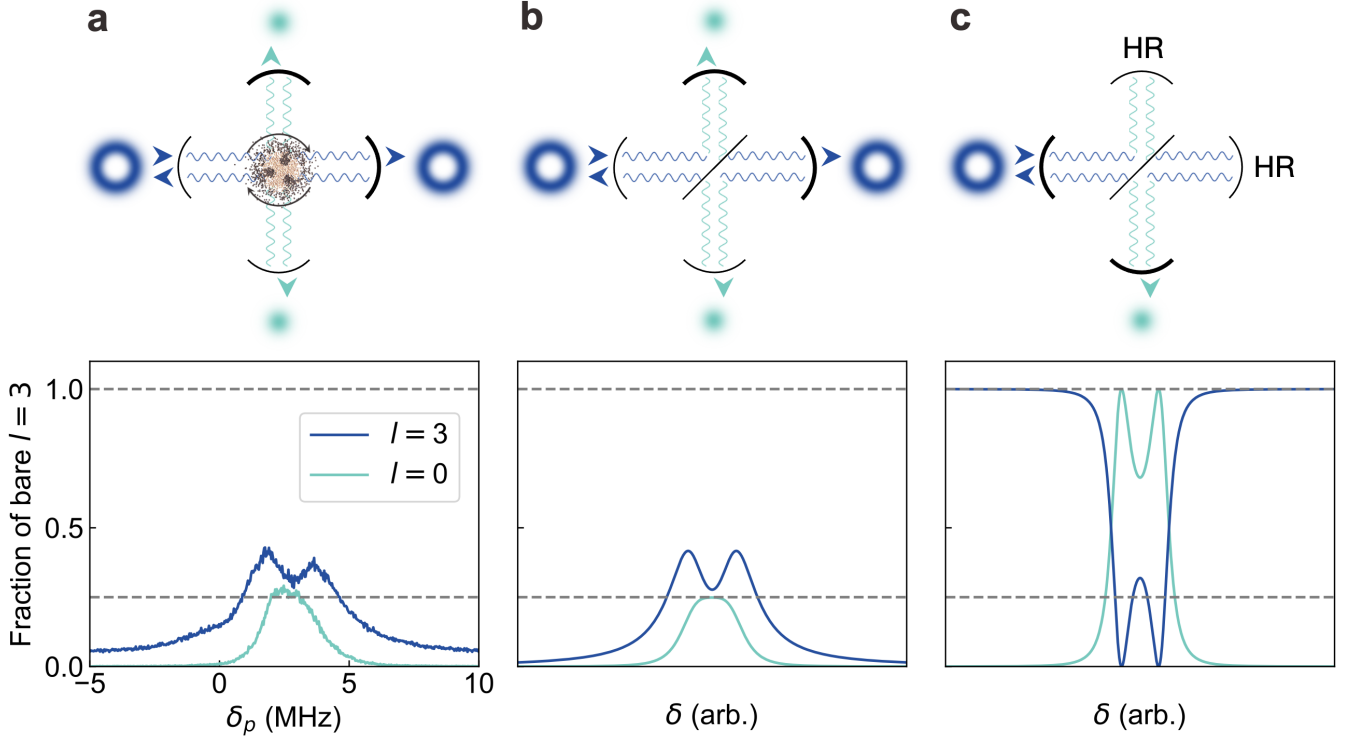 a
b
c
HR
HR
Fraction of bare l = 3
1.0
0.5
0.0
l = 3
l = 0
−5
0
5
10
δp (MHz)
δ (arb.)
δ (arb.)